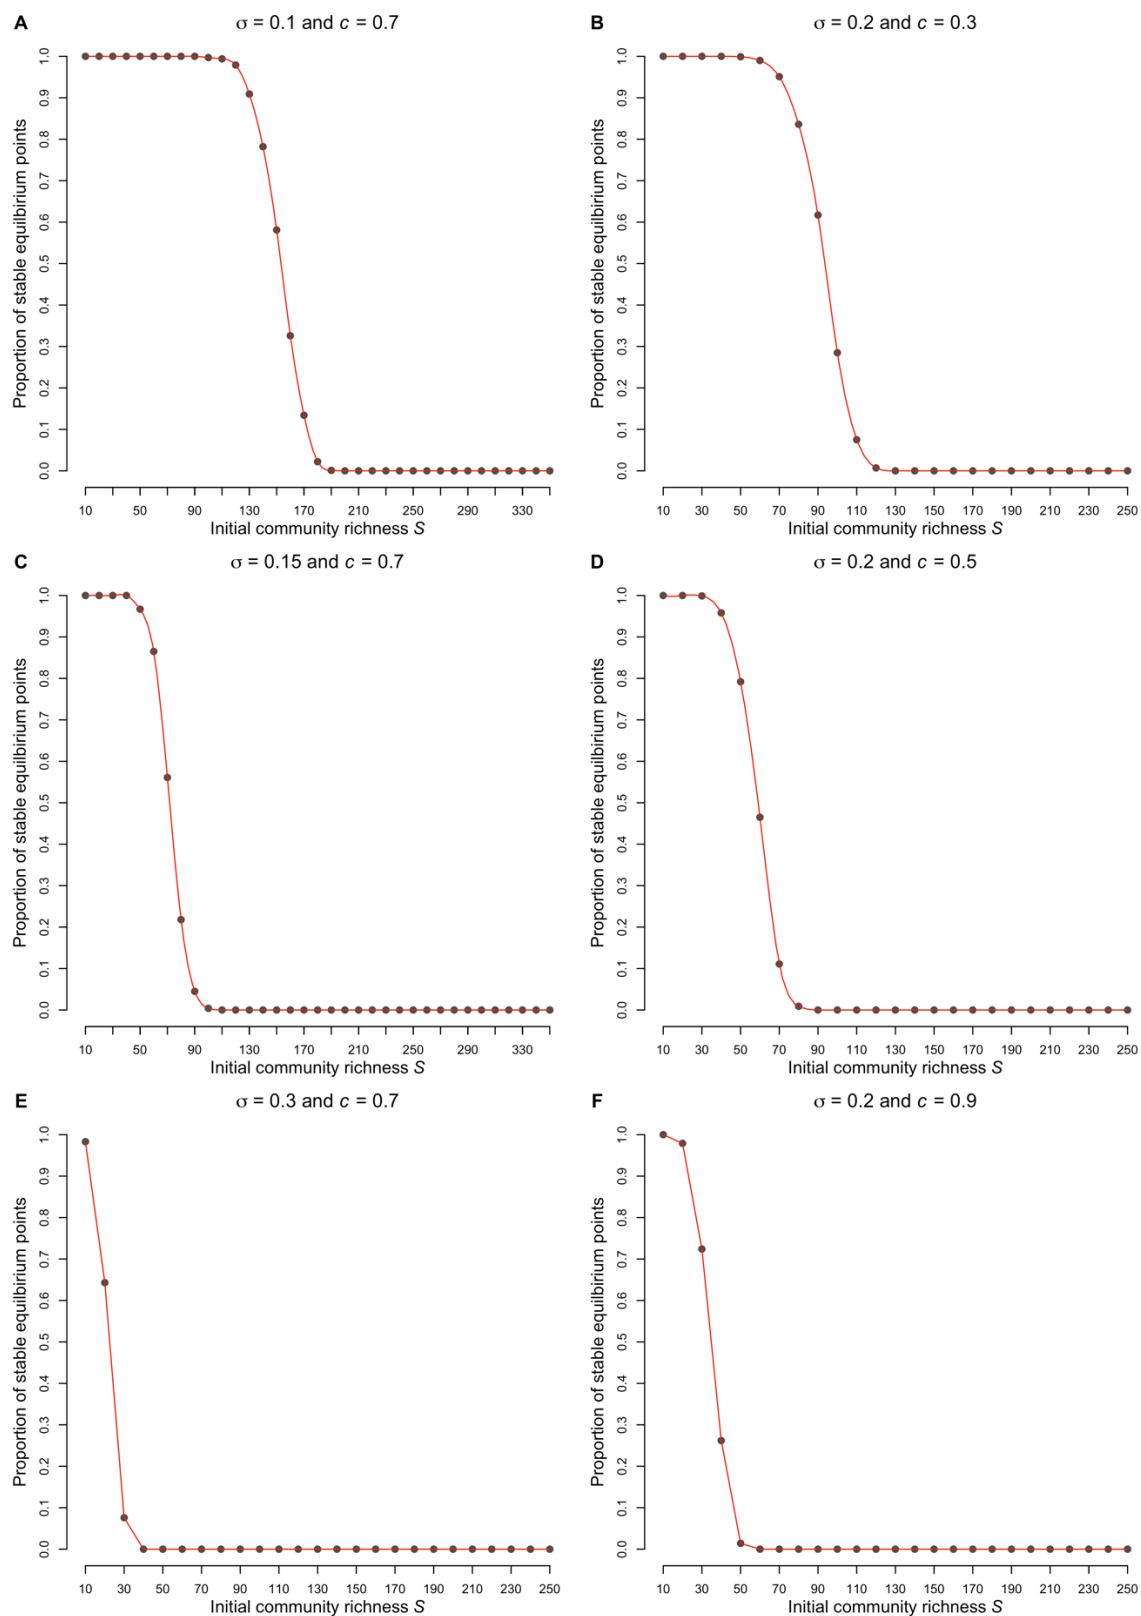 A
σ = 0.1 and c = 0.7
Proportion of stable equilbirium points
1.0
0.9
0.8
0.7
0.6
0.5
0.4
0.3
0.2
0.1
0.0
10 50 90 130 170 210 250 290 330
Initial community richness S
B
σ = 0.2 and c = 0.3
Proportion of stable equilbirium points
1.0
0.9
0.8
0.7
0.6
0.5
0.4
0.3
0.2
0.1
0.0
10 30 50 70 90 110 130 150 170 190 210 230 250
Initial community richness S
C
σ = 0.15 and c = 0.7
Proportion of stable equilbirium points
1.0
0.9
0.8
0.7
0.6
0.5
0.4
0.3
0.2
0.1
0.0
10 50 90 130 170 210 250 290 330
Initial community richness S
D
σ = 0.2 and c = 0.5
Proportion of stable equilbirium points
1.0
0.9
0.8
0.7
0.6
0.5
0.4
0.3
0.2
0.1
0.0
10 30 50 70 90 110 130 150 170 190 210 230 250
Initial community richness S
E
σ = 0.3 and c = 0.7
Proportion of stable equilbirium points
1.0
0.9
0.8
0.7
0.6
0.5
0.4
0.3
0.2
0.1
0.0
10 30 50 70 90 110 130 150 170 190 210 230 250
Initial community richness S
F
σ = 0.2 and c = 0.9
Proportion of stable equilbirium points
1.0
0.9
0.8
0.7
0.6
0.5
0.4
0.3
0.2
0.1
0.0
10 30 50 70 90 110 130 150 170 190 210 230 250
Initial community richness S